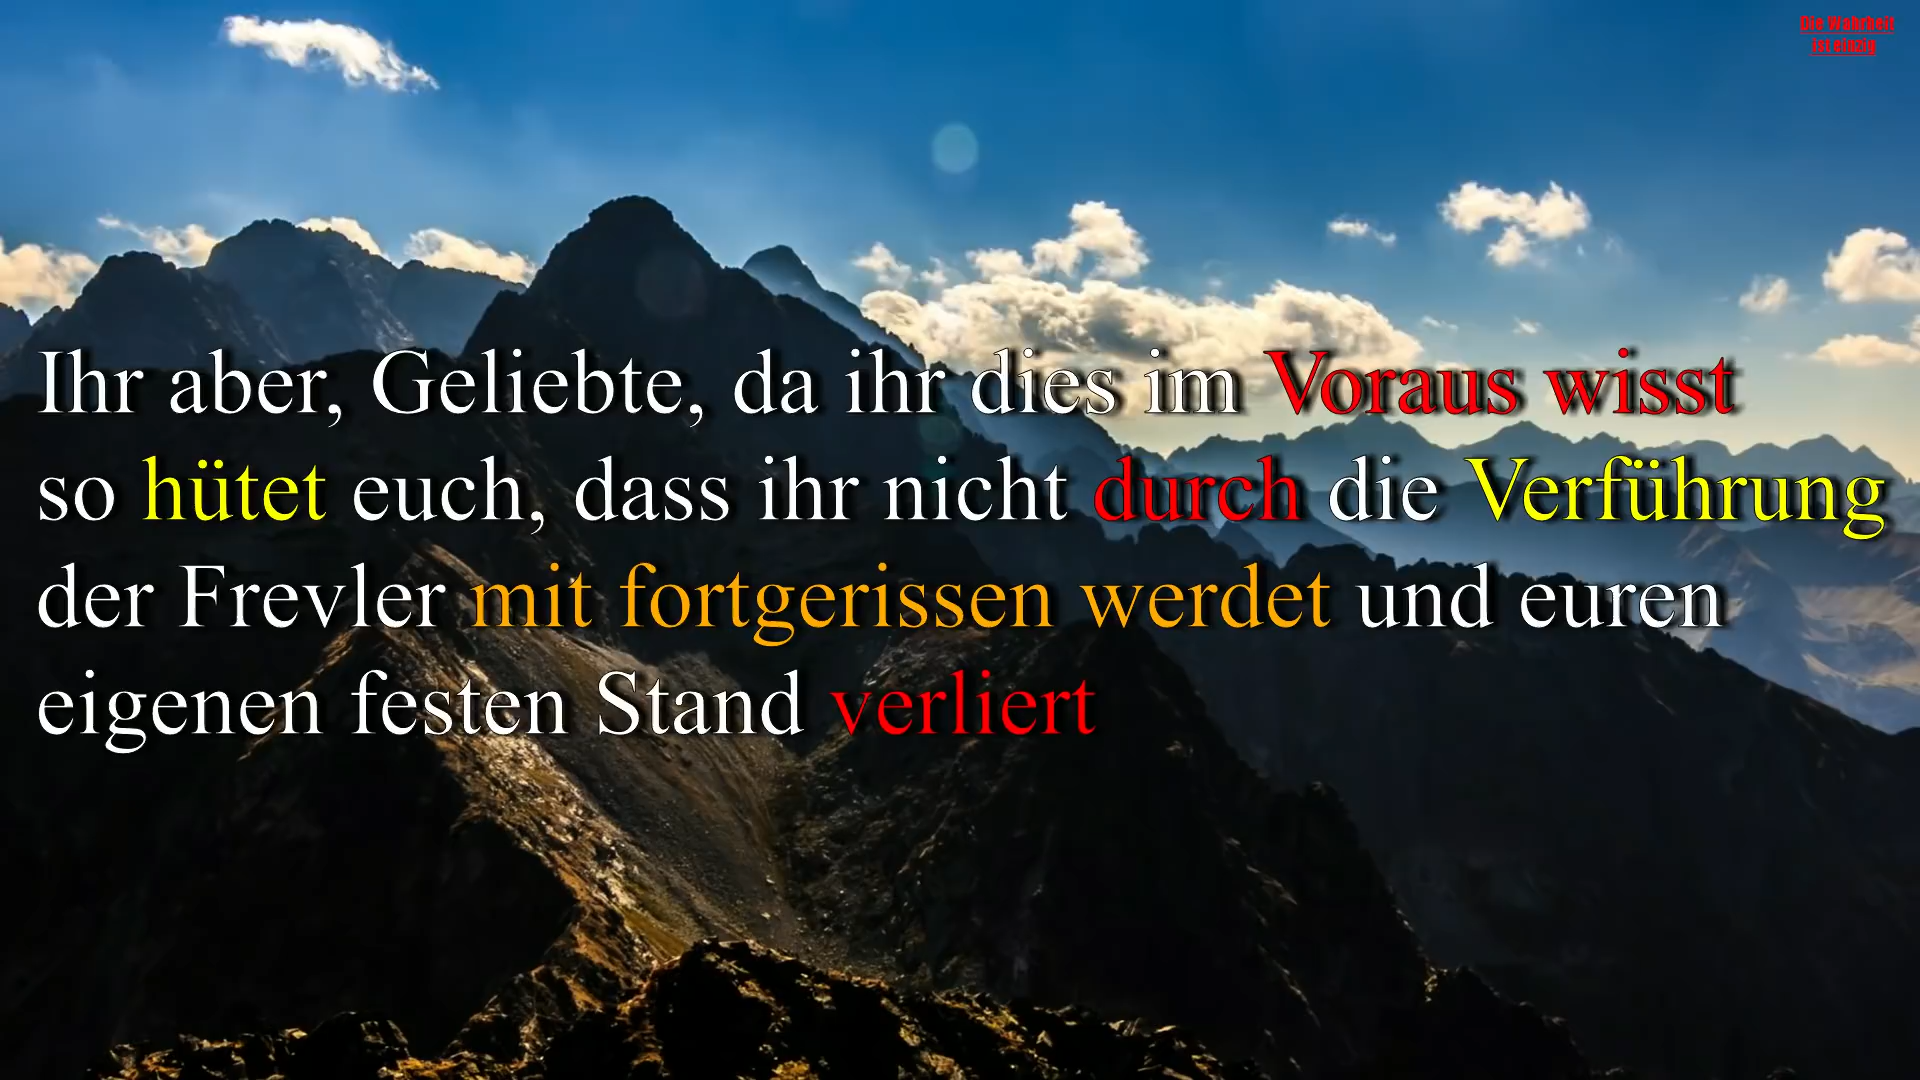 Die Wahrheit
ist einzig
Ihr aber, Geliebte, da ihr dies im Voraus wisst
so hütet euch, dass ihr nicht durch die Verführung
der Frevler mit fortgerissen werdet und euren
eigenen festen Stand verliert